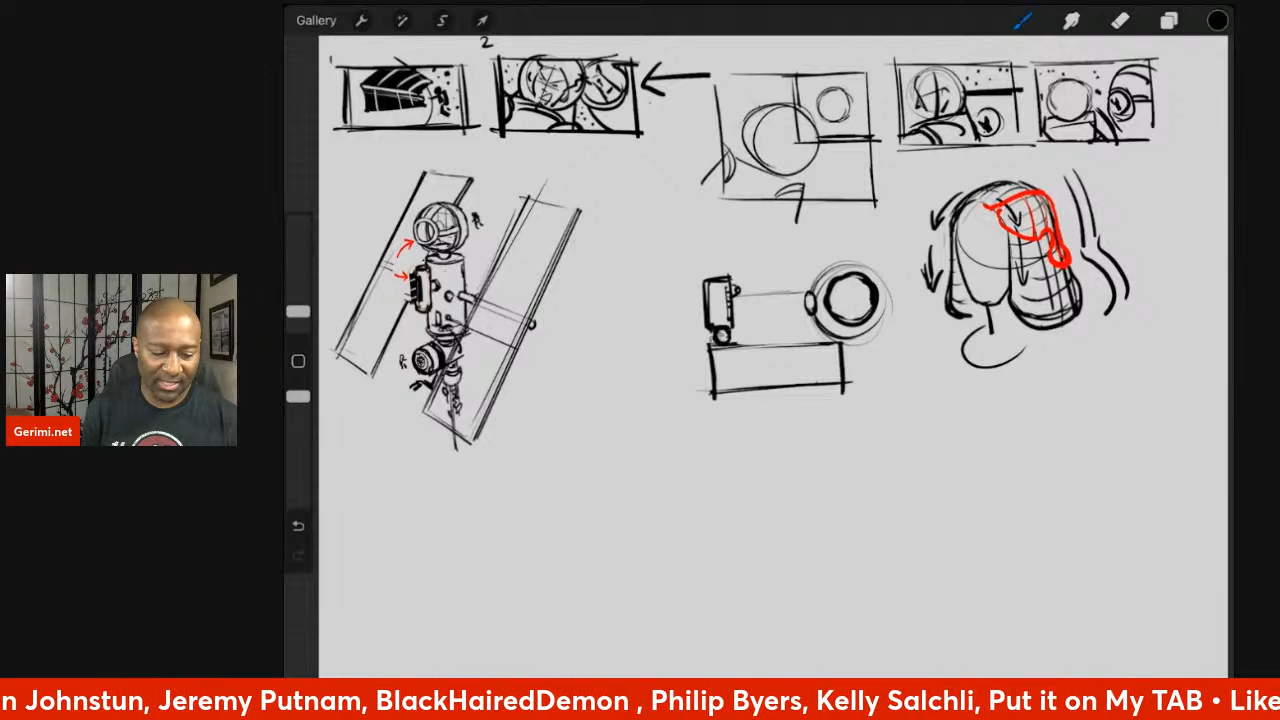 Gallery
2
Gerimi.net
n Johnstun, Jeremy Putnam, BlackHairedDemon , Philip Byers, Kelly Salchli, Put it on My TAB • Like